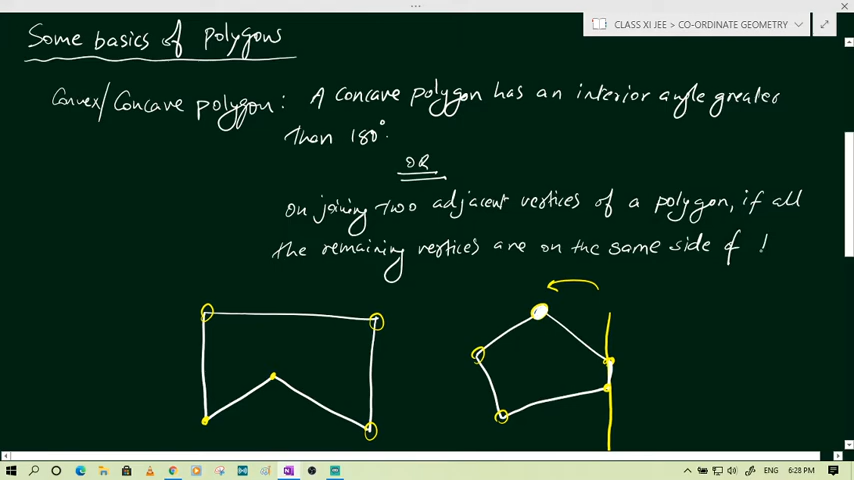 CLASS XI JEE > CO-ORDINATE GEOMETRY
Some basics of polygons
Convex/Concave polygon: A concave polygon has an interior angle greater
Than 180°.
OR
On joining two adjacent vertices of a polygon, if all
the remaining vertices are on the same side of
ENG
6:28 PM